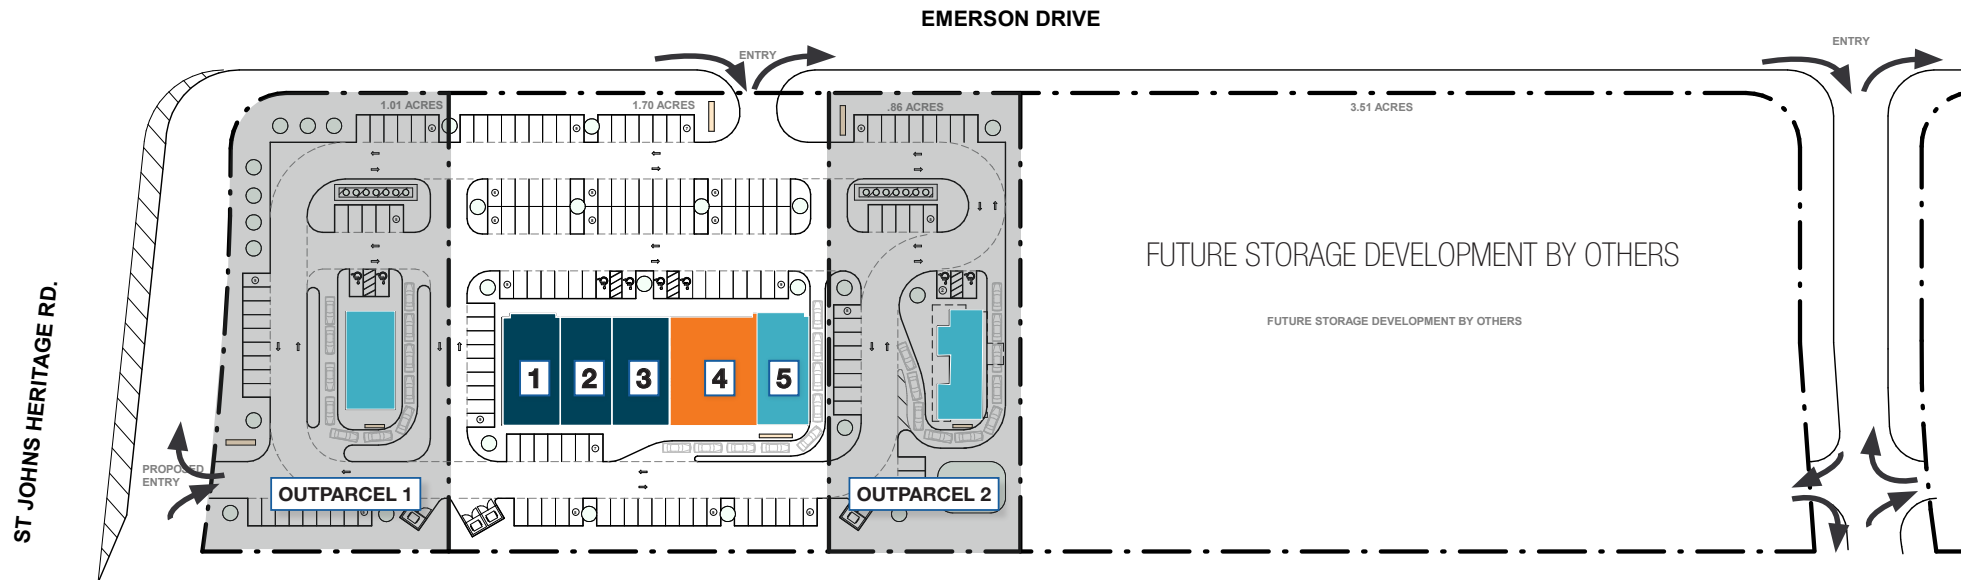 EMERSON DRIVE
ENTRY
ENTRY
1.01 ACRES
1.70 ACRES
.86 ACRES
3.51 ACRES
FUTURE STORAGE DEVELOPMENT BY OTHERS
FUTURE STORAGE DEVELOPMENT BY OTHERS
ST JOHNS HERITAGE RD.
1
2
3
4
5
PROPOSED
ENTRY
OUTPARCEL 1
OUTPARCEL 2